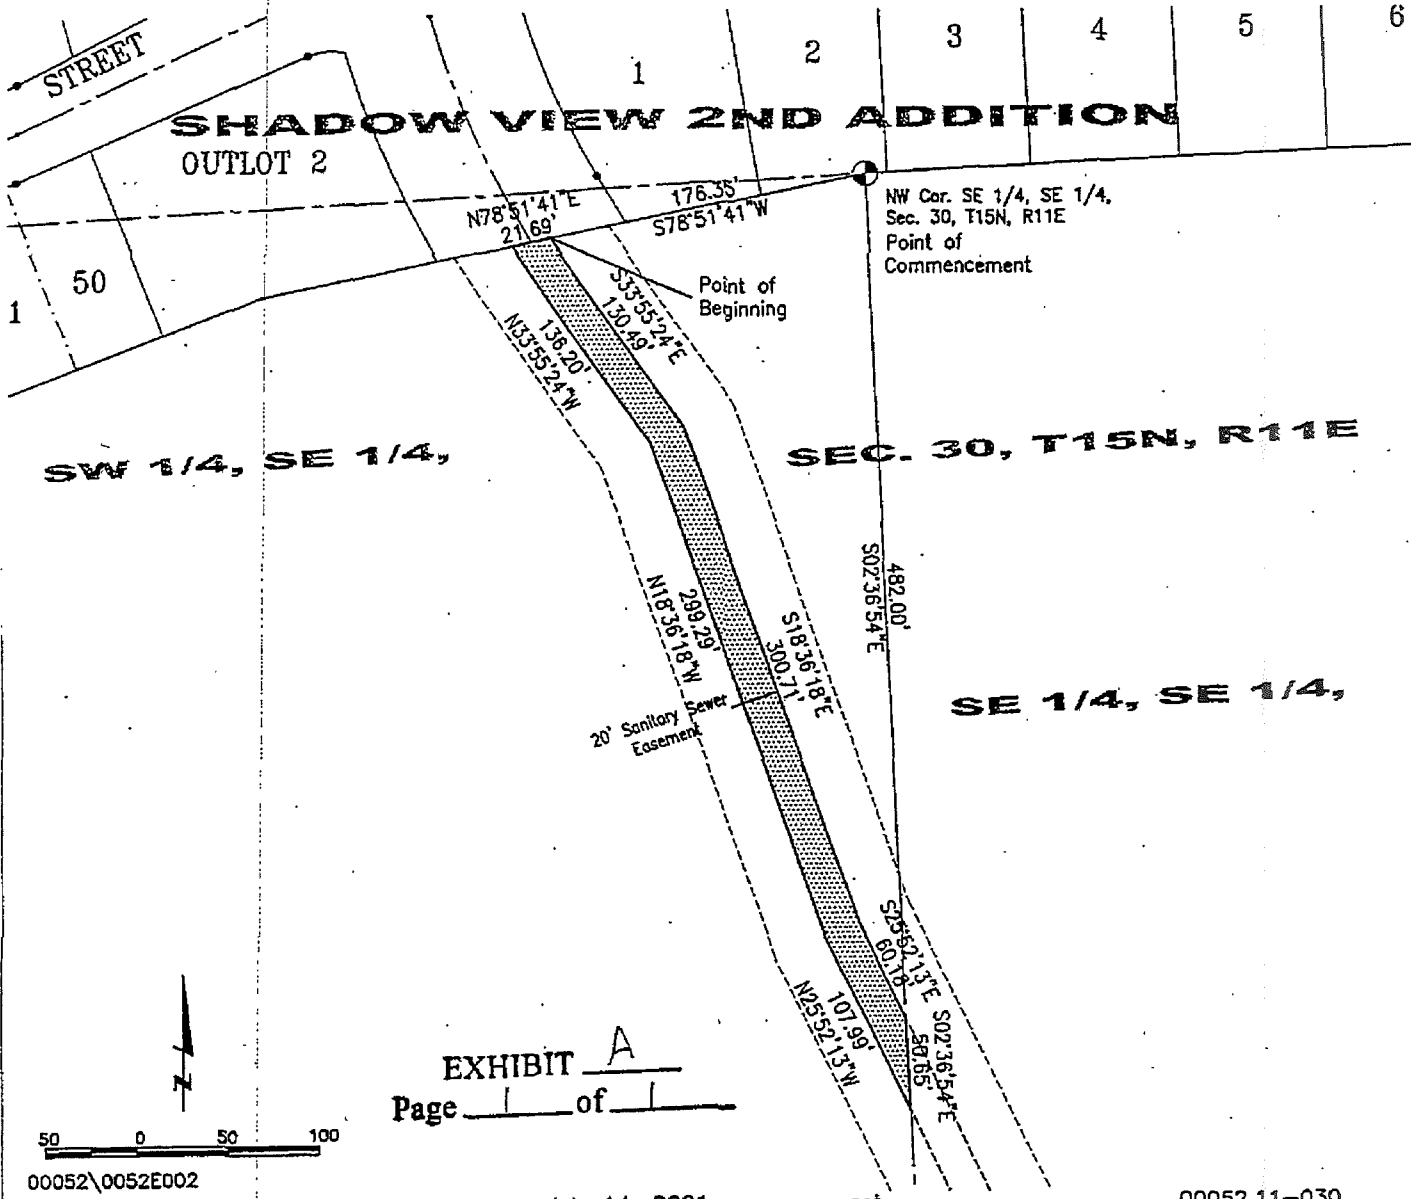 STREET
1
2
3
4
5
6
SHADOW VIEW 2ND ADDITION
OUTLOT 2
N78°51'41"E
21.69'
176.35'
S78°51'41"W
NW Cor. SE 1/4, SE 1/4,
Sec. 30, T15N, R11E
Point of
Commencement
50
1
Point of
Beginning
S33°55'24"E
130.49'
136.20'
N33°55'24"W
SW 1/4, SE 1/4,
SEC. 30, T15N, R11E
482.00'
S02°36'54"E
299.29'
N18°36'18"W
S18°36'18"E
300.71'
SE 1/4, SE 1/4,
20' Sanitary Sewer
Easement
S25°52'13"E
60.18'
107.99'
N25°52'13"W
S02°36'54"E
50.65'
N
EXHIBIT A
Page 1 of 1
50 0 50 100
00052\0052E002
00052.11-030